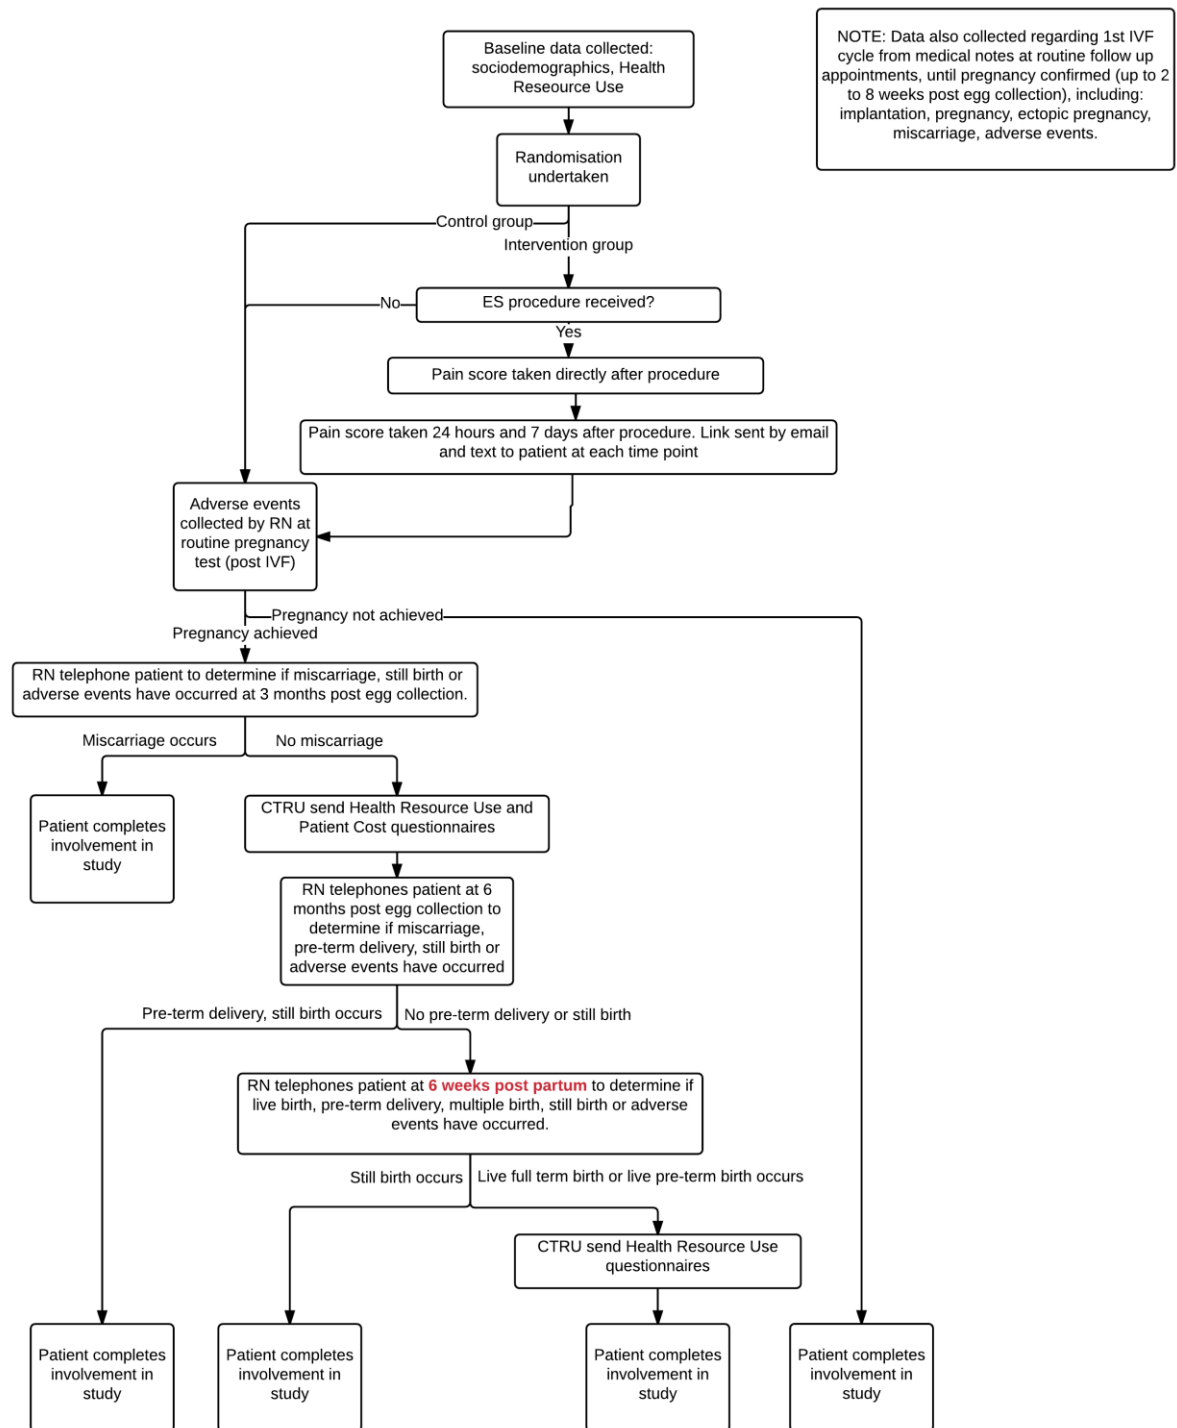 Baseline data collected:
sociodemographics, Health
Reseource Use
NOTE: Data also collected regarding 1st IVF
cycle from medical notes at routine follow up
appointments, until pregnancy confirmed (up to 2
to 8 weeks post egg collection), including:
implantation, pregnancy, ectopic pregnancy,
miscarriage, adverse events.
Randomisation
undertaken
Control group
Intervention group
No
ES procedure received?
Yes
Pain score taken directly after procedure
Pain score taken 24 hours and 7 days after procedure. Link sent by email
and text to patient at each time point
Adverse events
collected by RN at
routine pregnancy
test (post IVF)
Pregnancy not achieved
Pregnancy achieved
RN telephone patient to determine if miscarriage, still birth or
adverse events have occurred at 3 months post egg collection.
Miscarriage occurs
No miscarriage
Patient completes
involvement in
study
CTRU send Health Resource Use and
Patient Cost questionnaires
RN telephones patient at 6
months post egg collection to
determine if miscarriage,
pre-term delivery, still birth or
adverse events have occurred
Pre-term delivery, still birth occurs
No pre-term delivery or still birth
RN telephones patient at 6 weeks post partum to determine if
live birth, pre-term delivery, multiple birth, still birth or adverse
events have occurred.
Still birth occurs
Live full term birth or live pre-term birth occurs
CTRU send Health Resource Use
questionnaires
Patient completes
involvement in
study
Patient completes
involvement in
study
Patient completes
involvement in
study
Patient completes
involvement in
study